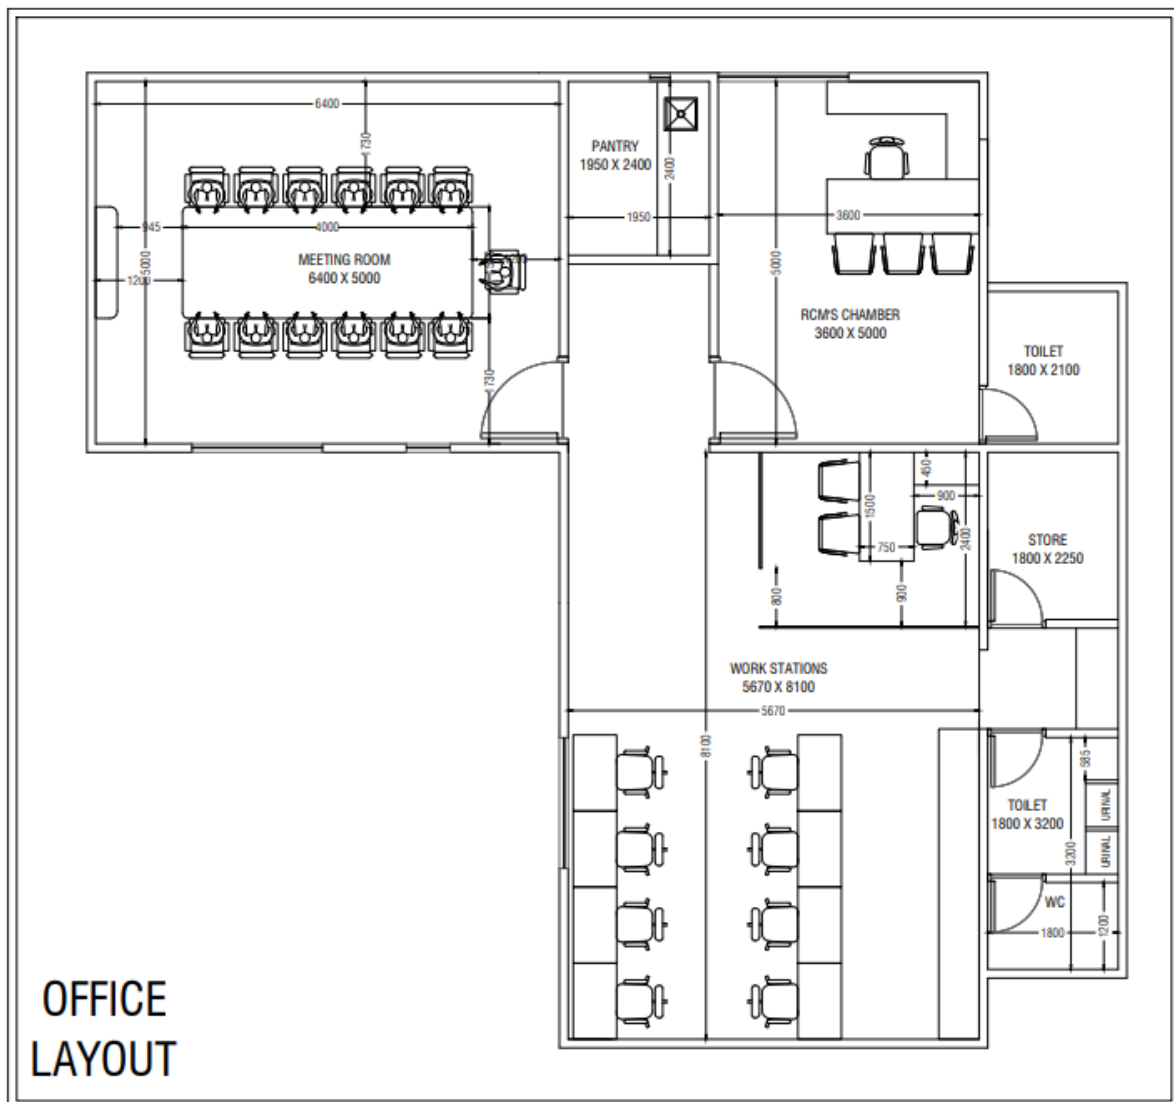 6400
1730
PANTRY
1950 X 2400
2400
1950
3600
945
4000
5000
MEETING ROOM
6400 X 5000
1200
5000
RCM'S CHAMBER
3600 X 5000
TOILET
1800 X 2100
1730
450
900
1500
750
2400
STORE
1800 X 2250
800
900
WORK STATIONS
5670 X 8100
5670
8100
585
TOILET
1800 X 3200
URINAL
URINAL
3200
WC
1800
1200
OFFICE
LAYOUT